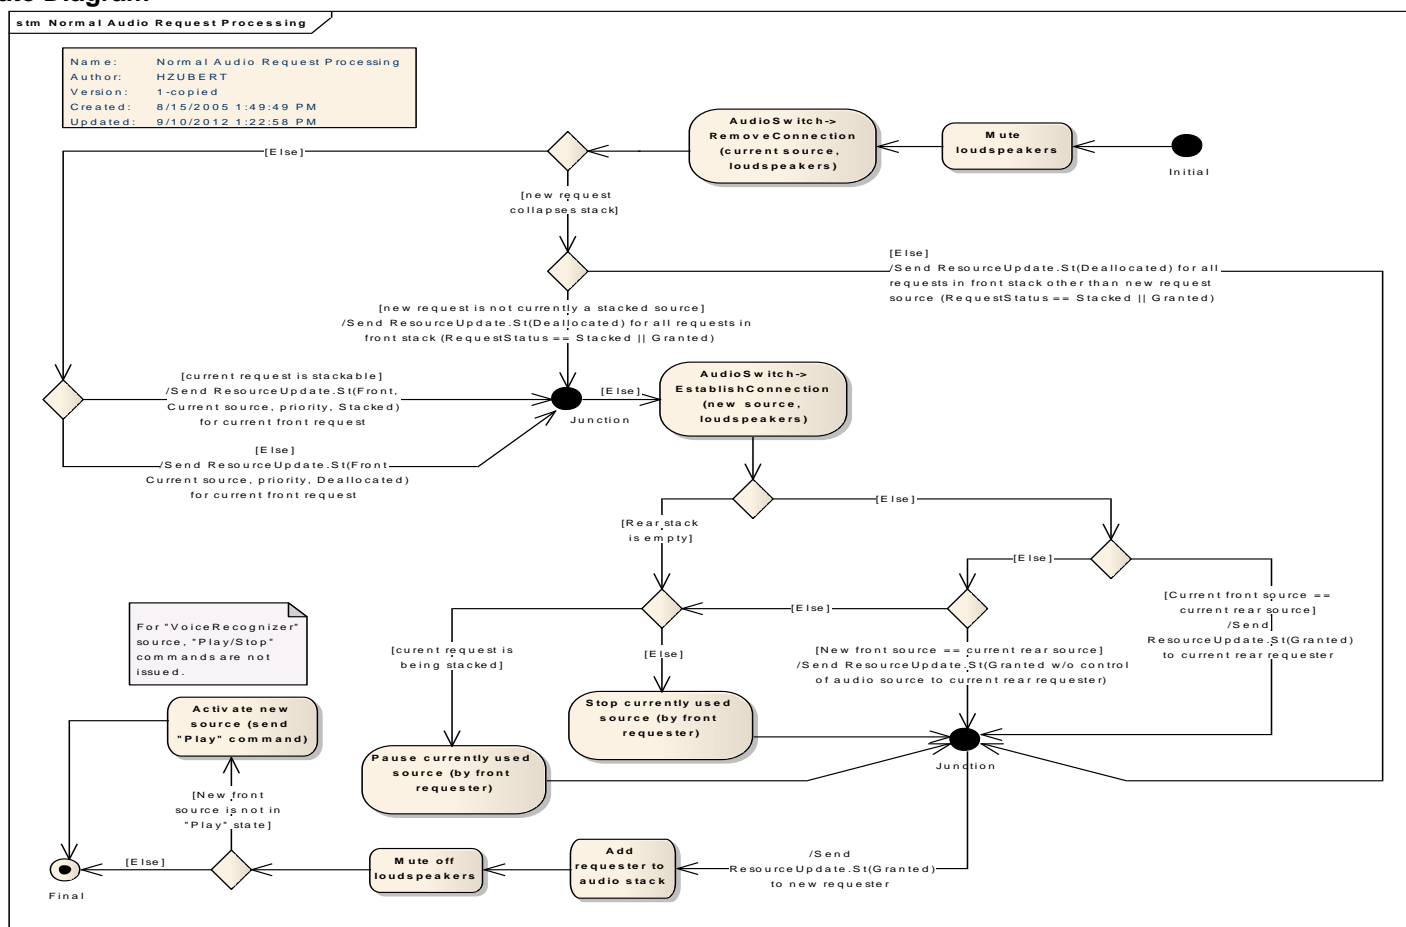 stm Normal Audio Request Processing
Name: Normal Audio Request Processing
Author: HZUBERT
Version: 1-copied
Created: 8/15/2005 1:49:49 PM
Updated: 9/10/2012 1:22:58 PM
AudioSwitch->
RemoveConnection
(current source,
loudspeakers)
Mute
loudspeakers
Initial
[Else]
[new request
collapses stack]
[Else]
/Send ResourceUpdate.St(Deallocated) for all
requests in front stack other than new request
source (RequestStatus == Stacked || Granted)
[new request is not currently a stacked source]
/Send ResourceUpdate.St(Deallocated) for all requests in
front stack (RequestStatus == Stacked || Granted)
[current request is stackable]
/Send ResourceUpdate.St(Front,
Current source, priority, Stacked)
for current front request
Junction
[Else]
AudioSwitch->
EstablishConnection
(new source,
loudspeakers)
[Else]
/Send ResourceUpdate.St(Front
Current source, priority, Deallocated)
for current front request
[Rear stack
is empty]
[Else]
[Else]
[Current front source ==
current rear source]
/Send
ResourceUpdate.St(Granted)
to current rear requester
[Else]
[curent request is
being stacked]
[Else]
[New front source == current rear source]
/Send ResourceUpdate.St(Granted w/o control
of audio source to current rear requester)
For "VoiceRecognizer"
source, "Play/Stop"
commands are not
issued.
Activate new
source (send
"Play" command)
Stop currently used
source (by front
requester)
Pause currently used
source (by front
requester)
Junction
[New front
source is not in
"Play" state]
[Else]
Final
Mute off
loudspeakers
Add
requester to
audio stack
/Send
ResourceUpdate.St(Granted)
to new requester